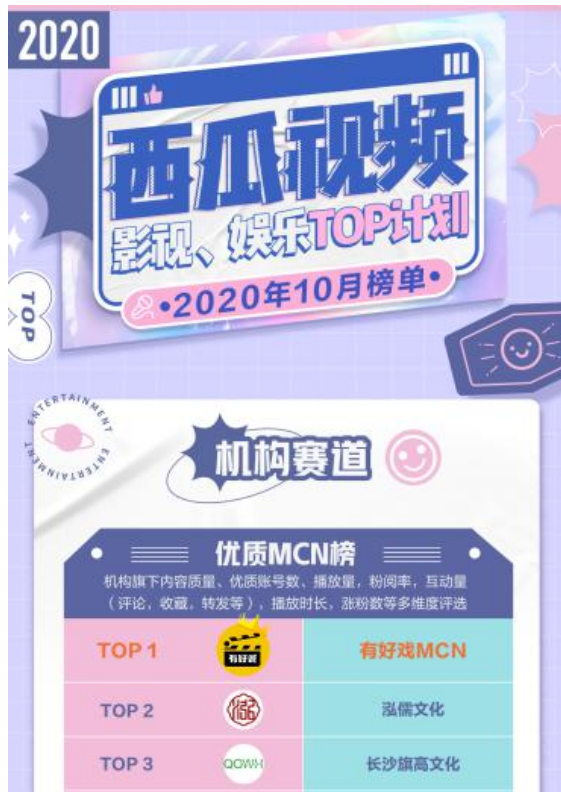 2020
西瓜视频
影视、娱乐TOP计划
•2020年10月榜单•
TOP
ENTERTAINMENT ENTERTAINMENT
机构赛道
优质MCN榜
机构旗下内容质量、优质账号数、播放量，粉阅率，互动量
（评论，收藏，转发等），播放时长，涨粉数等多维度评选
TOP 1 有好戏 有好戏MCN
TOP 2 泓儒文化
TOP 3 QOWH 长沙旗高文化